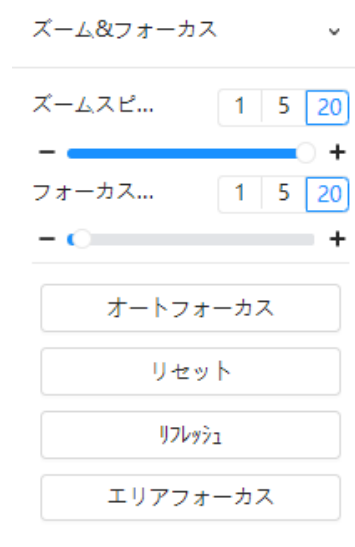 ズーム&フォーカス
ズームスピ... 1 5 20
- +
フォーカス... 1 5 20
- +
オートフォーカス
リセット
ﾘﾌﾚｯｼｭ
エリアフォーカス